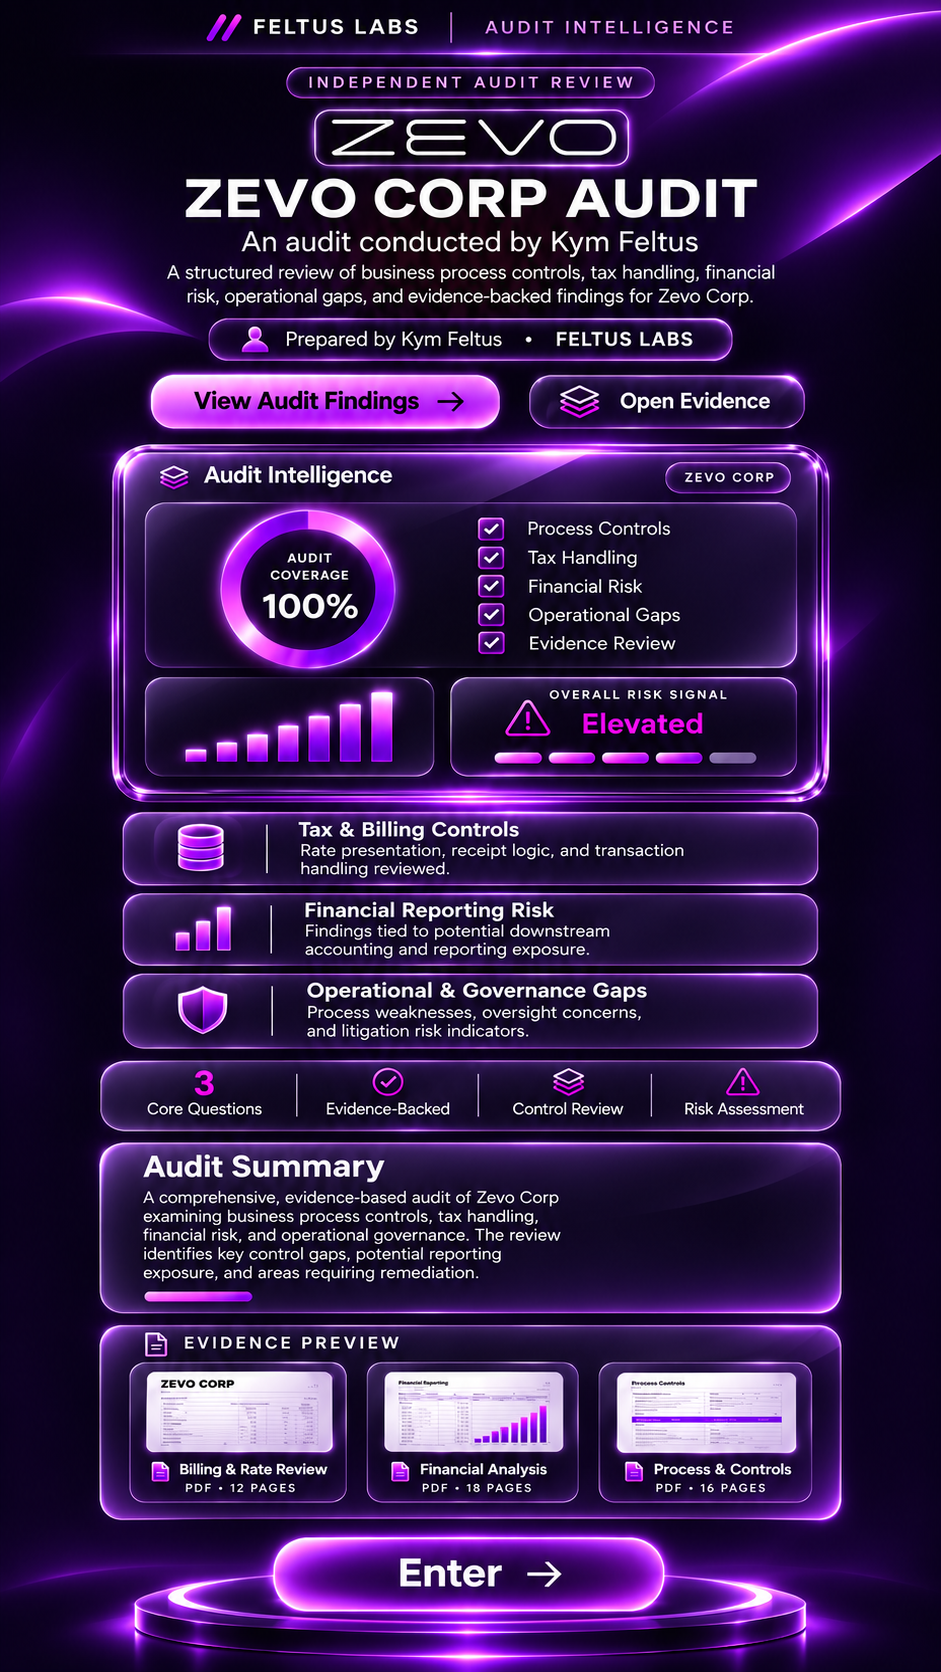 FELTUS LABS
AUDIT INTELLIGENCE
INDEPENDENT AUDIT REVIEW
ZEVO
ZEVO CORP AUDIT
An audit conducted by Kym Feltus
A structured review of business process controls, tax handling, financial
risk, operational gaps, and evidence-backed findings for Zevo Corp.
Prepared by Kym Feltus • FELTUS LABS
View Audit Findings →
Open Evidence
Audit Intelligence
ZEVO CORP
AUDIT
COVERAGE
100%
Process Controls
Tax Handling
Financial Risk
Operational Gaps
Evidence Review
OVERALL RISK SIGNAL
Elevated
Tax & Billing Controls
Rate presentation, receipt logic, and transaction
handling reviewed.
Financial Reporting Risk
Findings tied to potential downstream
accounting and reporting exposure.
Operational & Governance Gaps
Process weaknesses, oversight concerns,
and litigation risk indicators.
3
Core Questions
Evidence-Backed
Control Review
Risk Assessment
Audit Summary
A comprehensive, evidence-based audit of Zevo Corp
examining business process controls, tax handling,
financial risk, and operational governance. The review
identifies key control gaps, potential reporting
exposure, and areas requiring remediation.
EVIDENCE PREVIEW
ZEVO CORP
Financial Reporting
Process Controls
Billing & Rate Review
PDF • 12 PAGES
Financial Analysis
PDF • 18 PAGES
Process & Controls
PDF • 16 PAGES
Enter →